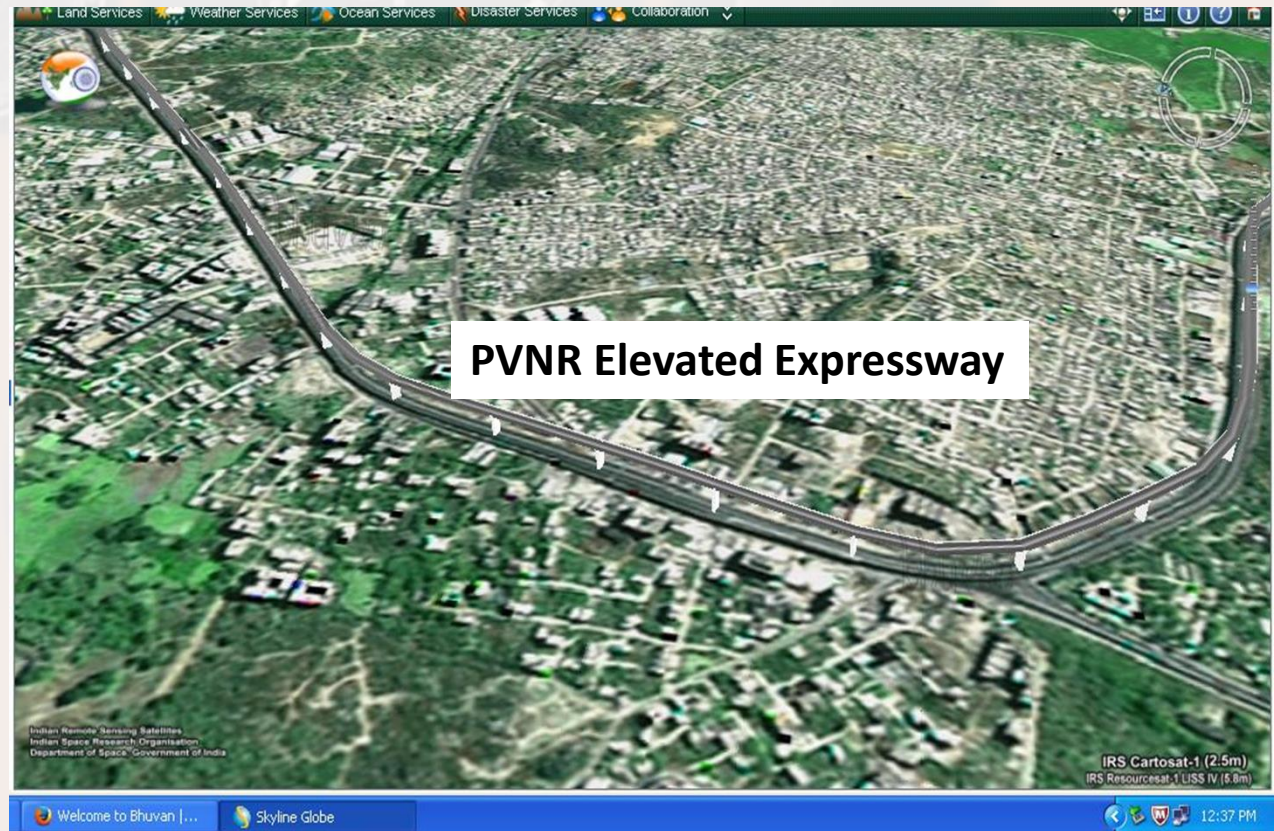 Land Services Weather Services Ocean Services Disaster Services Collaboration
PVNR Elevated Expressway
Indian Remote Sensing Satellites
Indian Space Research Organisation
Department of Space, Government of India
IRS Cartosat-1 (2.5m)
IRS Resourcesat-1 LISS IV (5.8m)
Welcome to Bhuvan |... Skyline Globe 12:37 PM